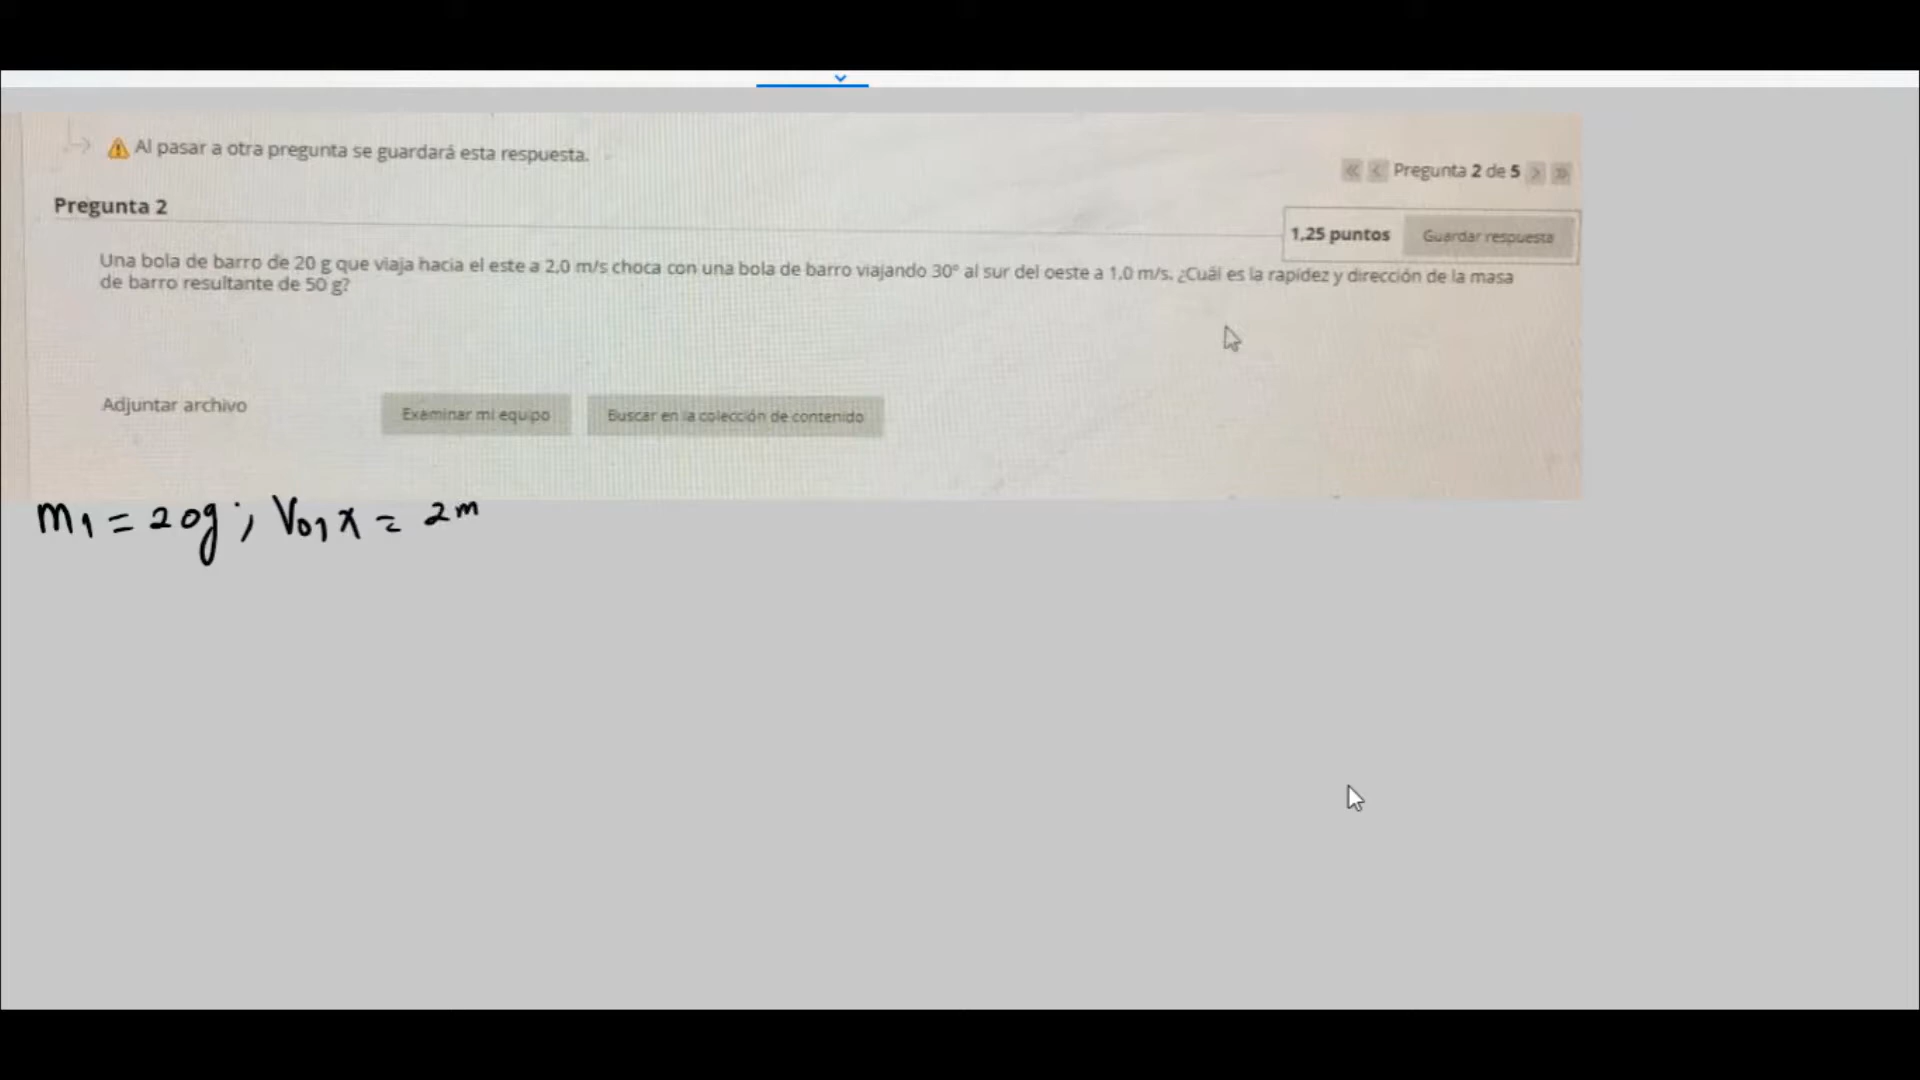 Al pasar a otra pregunta se guardará esta respuesta.
Pregunta 2 de 5
Pregunta 2
1,25 puntos
Guardar respuesta
Una bola de barro de 20 g que viaja hacia el este a 2,0 m/s choca con una bola de barro viajando 30° al sur del oeste a 1,0 m/s. ¿Cuál es la rapidez y dirección de la masa
de barro resultante de 50 g?
Adjuntar archivo
Examinar mi equipo
Buscar en la colección de contenido
m1 = 20g ; V01x = 2m